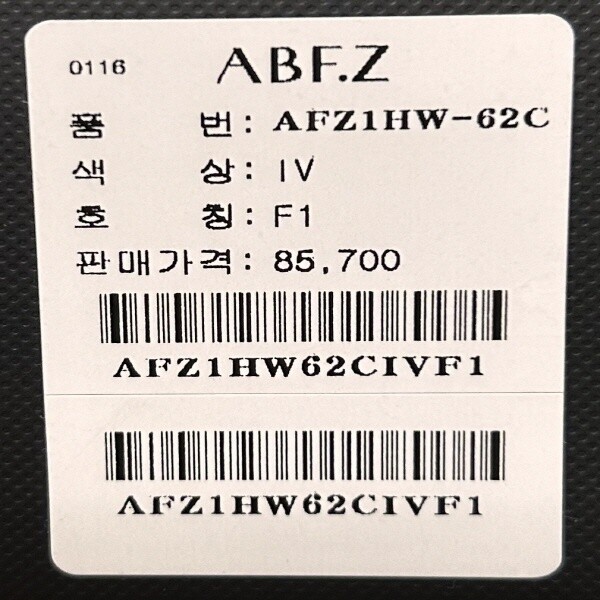 0116 ABF.Z
품 번: AFZ1HW-62C
색 상: IV
호 칭: F1
판매가격: 85,700
AFZ1HW62CIVF1
AFZ1HW62CIVF1